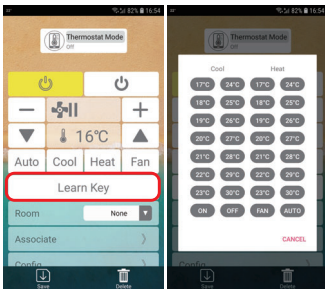 82% 16:54
Thermostat Mode
off
16°C
Auto Cool Heat Fan
Learn Key
Room None
Associate
Config
Save Delete
82% 16:54
Thermostat Mode
off
Cool Heat
17°C 24°C 17°C 24°C
18°C 25°C 18°C 25°C
19°C 26°C 19°C 26°C
20°C 27°C 20°C 27°C
21°C 28°C 21°C 28°C
22°C 29°C 22°C 29°C
23°C 30°C 23°C 30°C
ON OFF FAN AUTO
CANCEL
Config
Save Delete